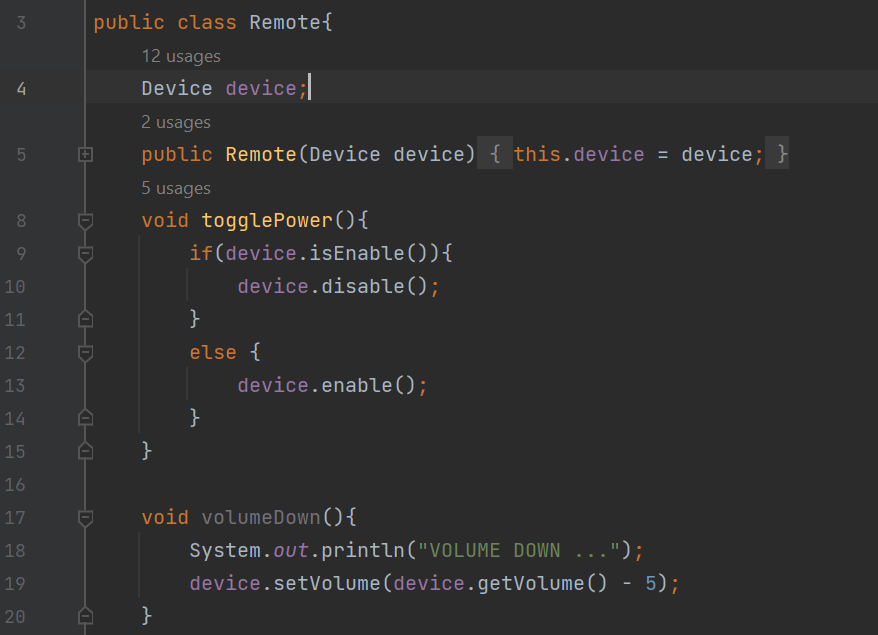 3 public class Remote{
12 usages
4 Device device;
2 usages
5 public Remote(Device device) { this.device = device; }
5 usages
8 void togglePower(){
9 if(device.isEnable()){
10 device.disable();
11 }
12 else {
13 device.enable();
14 }
15 }
16
17 void volumeDown(){
18 System.out.println("VOLUME DOWN ...");
19 device.setVolume(device.getVolume() - 5);
20 }